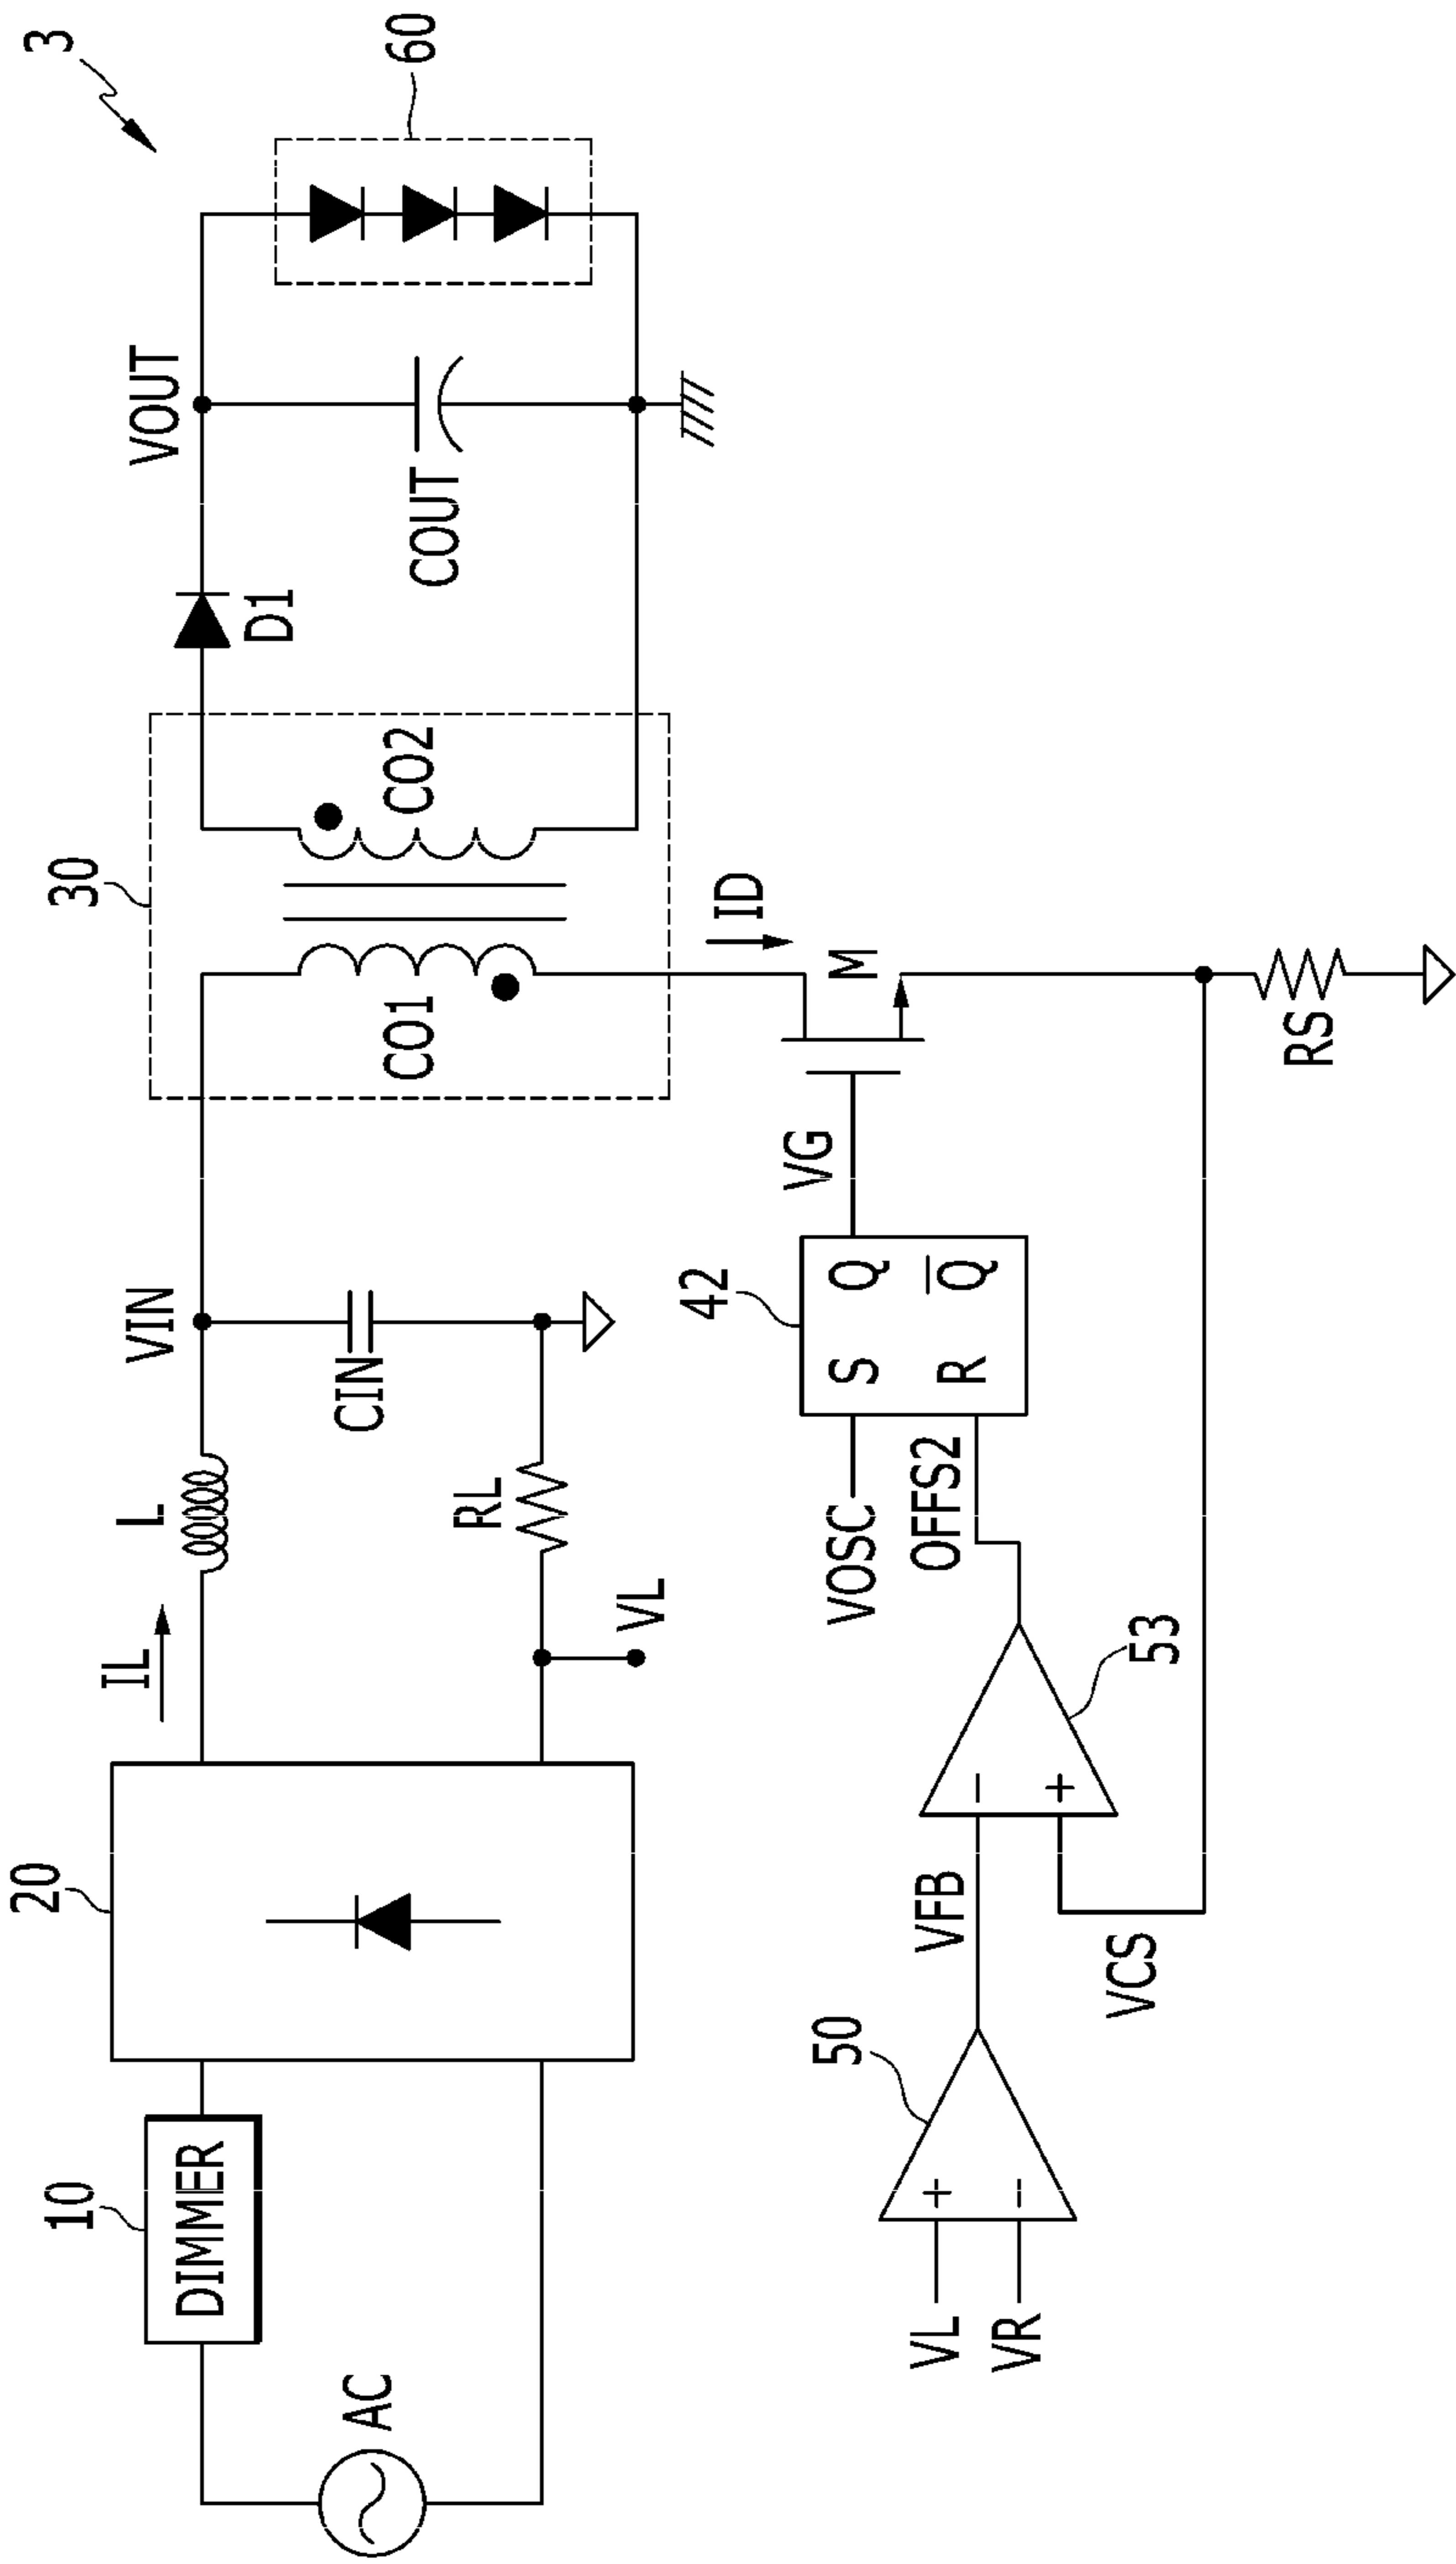 3
10
DIMMER
AC
20
IL
L
VIN
CIN
RL
VL
30
CO1
CO2
D1
VOUT
COUT
60
ID
M
VG
42
S
Q
R
Q̅
VOSC
OFFS2
53
-
+
VFB
VCS
50
+
-
VL
VR
RS